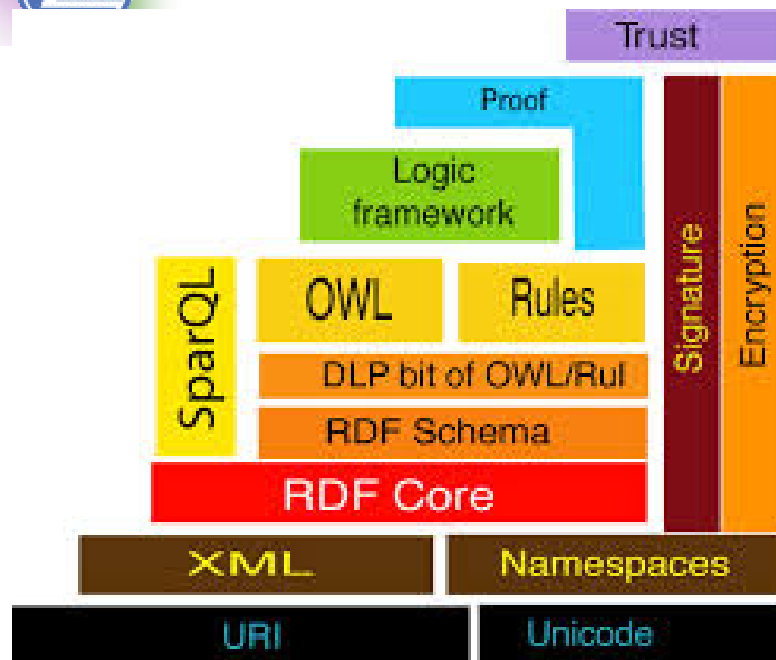 Trust
Proof
Logic
framework
SparQL
OWL
Rules
Signature
Encryption
DLP bit of OWL/Rul
RDF Schema
RDF Core
XML
Namespaces
URI
Unicode